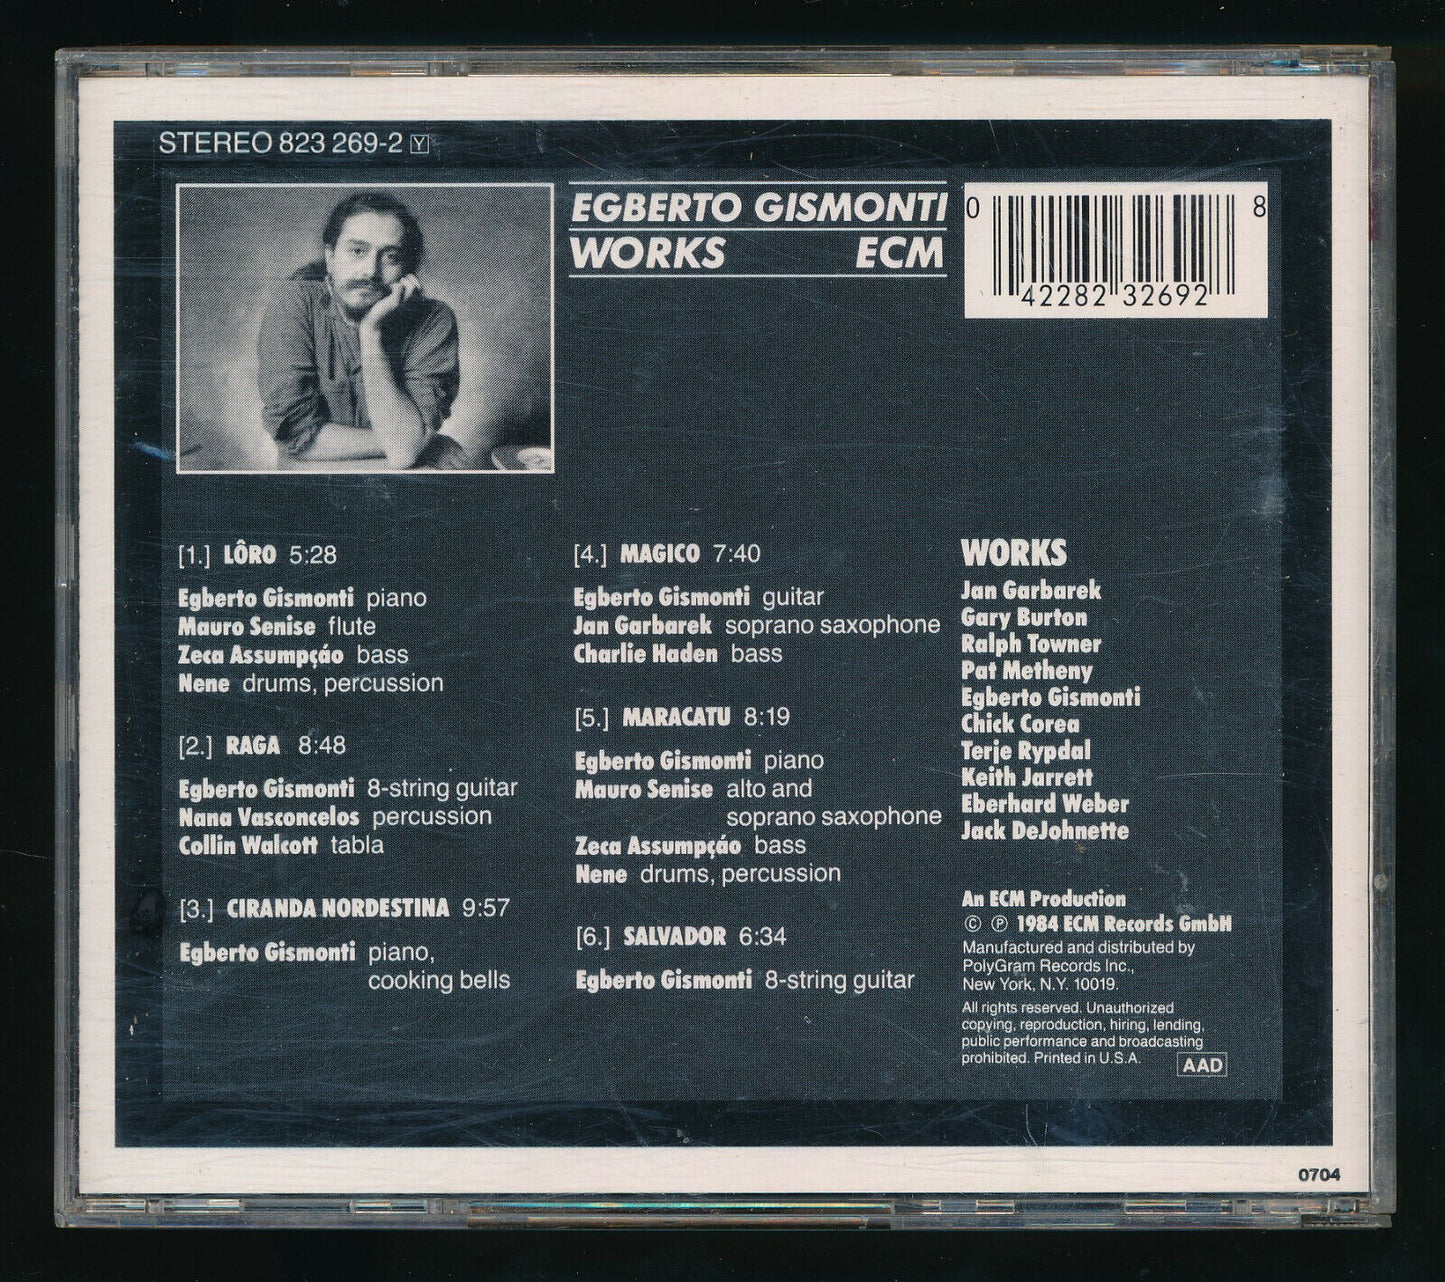 STEREO 823 269-2 Y
EGBERTO GISMONTI
WORKS ECM
0 42282 32692 8
[1.] LÔRO 5:28
Egberto Gismonti piano
Mauro Senise flute
Zeca Assumpçáo bass
Nene drums, percussion
[2.] RAGA 8:48
Egberto Gismonti 8-string guitar
Nana Vasconcelos percussion
Collin Walcott tabla
[3.] CIRANDA NORDESTINA 9:57
Egberto Gismonti piano,
cooking bells
[4.] MAGICO 7:40
Egberto Gismonti guitar
Jan Garbarek soprano saxophone
Charlie Haden bass
[5.] MARACATU 8:19
Egberto Gismonti piano
Mauro Senise alto and
soprano saxophone
Zeca Assumpçáo bass
Nene drums, percussion
[6.] SALVADOR 6:34
Egberto Gismonti 8-string guitar
WORKS
Jan Garbarek
Gary Burton
Ralph Towner
Pat Metheny
Egberto Gismonti
Chick Corea
Terje Rypdal
Keith Jarrett
Eberhard Weber
Jack DeJohnette
An ECM Production
© ℗ 1984 ECM Records GmbH
Manufactured and distributed by
PolyGram Records Inc.,
New York, N.Y. 10019.
All rights reserved. Unauthorized
copying, reproduction, hiring, lending,
public performance and broadcasting
prohibited. Printed in U.S.A.
AAD
0704